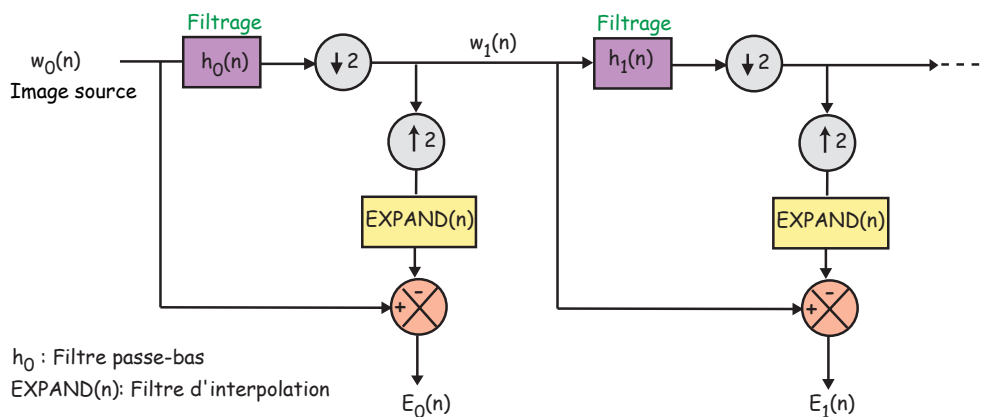 Filtrage
Filtrage
w₀(n)
Image source
h₀(n)
↓2
w₁(n)
h₁(n)
↓2
↑2
↑2
EXPAND(n)
EXPAND(n)
-
+
-
+
h₀ : Filtre passe-bas
EXPAND(n): Filtre d'interpolation
E₀(n)
E₁(n)